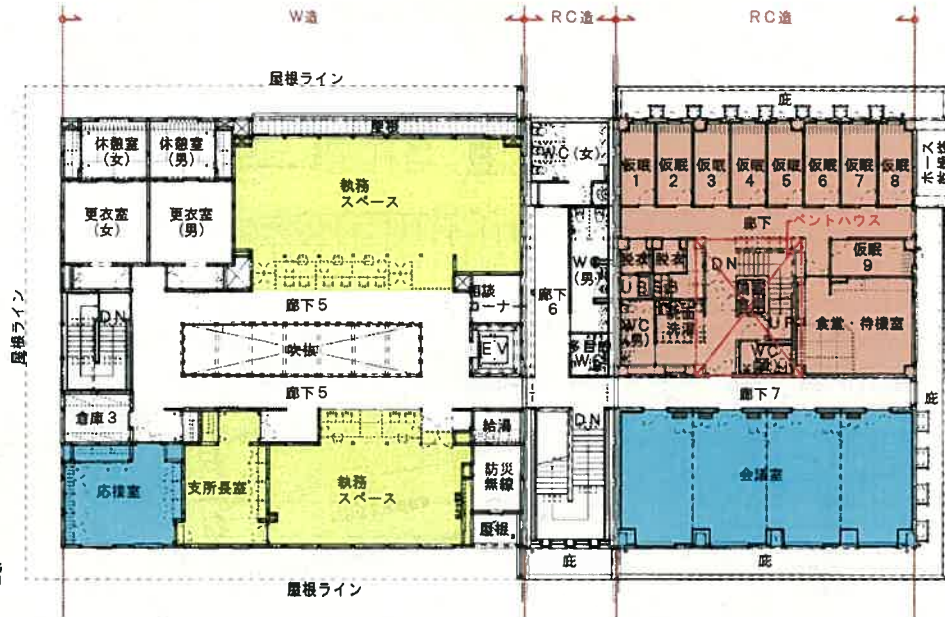 W造
RC造
RC造
屋根ライン
庇
屋根
休憩室
(女)
休憩室
(男)
執務
スペース
WC(女)
仮眠
1
仮眠
2
仮眠
3
仮眠
4
仮眠
5
仮眠
6
仮眠
7
仮眠
8
更衣室
(女)
更衣室
(男)
廊下
ペントハウス
仮眠
9
脱衣
脱衣
DN
WC
(男)
廊下
6
相談
コーナー
廊下5
UB
SB
DN
吹抜
EV
UP
食堂・待機室
WC
(男)
洗濯
多目的
WC
WC
屋根ライン
廊下5
廊下7
庇
倉庫3
給湯
DN
応接室
支所長室
執務
スペース
防災
無線
会議室
屋根
庇
庇
屋根ライン